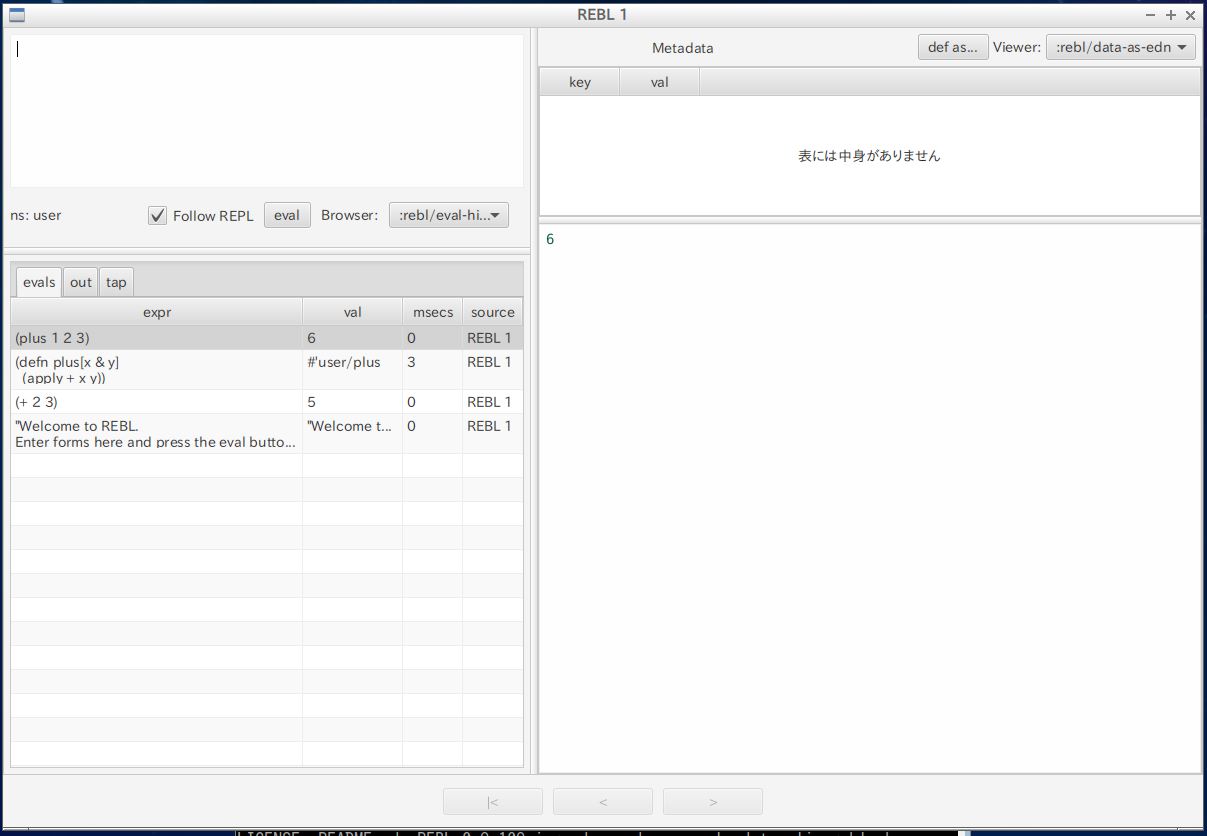 REBL 1
Metadata
def as...
Viewer:
:rebl/data-as-edn
key val
表には中身がありません
ns: user
Follow REPL
eval
Browser:
:rebl/eval-hi...
6
evals out tap
expr val msecs source
(plus 1 2 3) 6 0 REBL 1
(defn plus[x & y] #'user/plus 3 REBL 1
(apply + x y))
(+ 2 3) 5 0 REBL 1
"Welcome to REBL. "Welcome t... 0 REBL 1
Enter forms here and press the eval butto...
|< < >